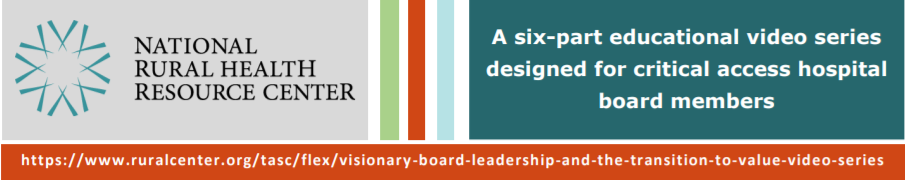 NATIONAL
RURAL HEALTH
RESOURCE CENTER
A six-part educational video series
designed for critical access hospital
board members
https://www.ruralcenter.org/tasc/flex/visionary-board-leadership-and-the-transition-to-value-video-series